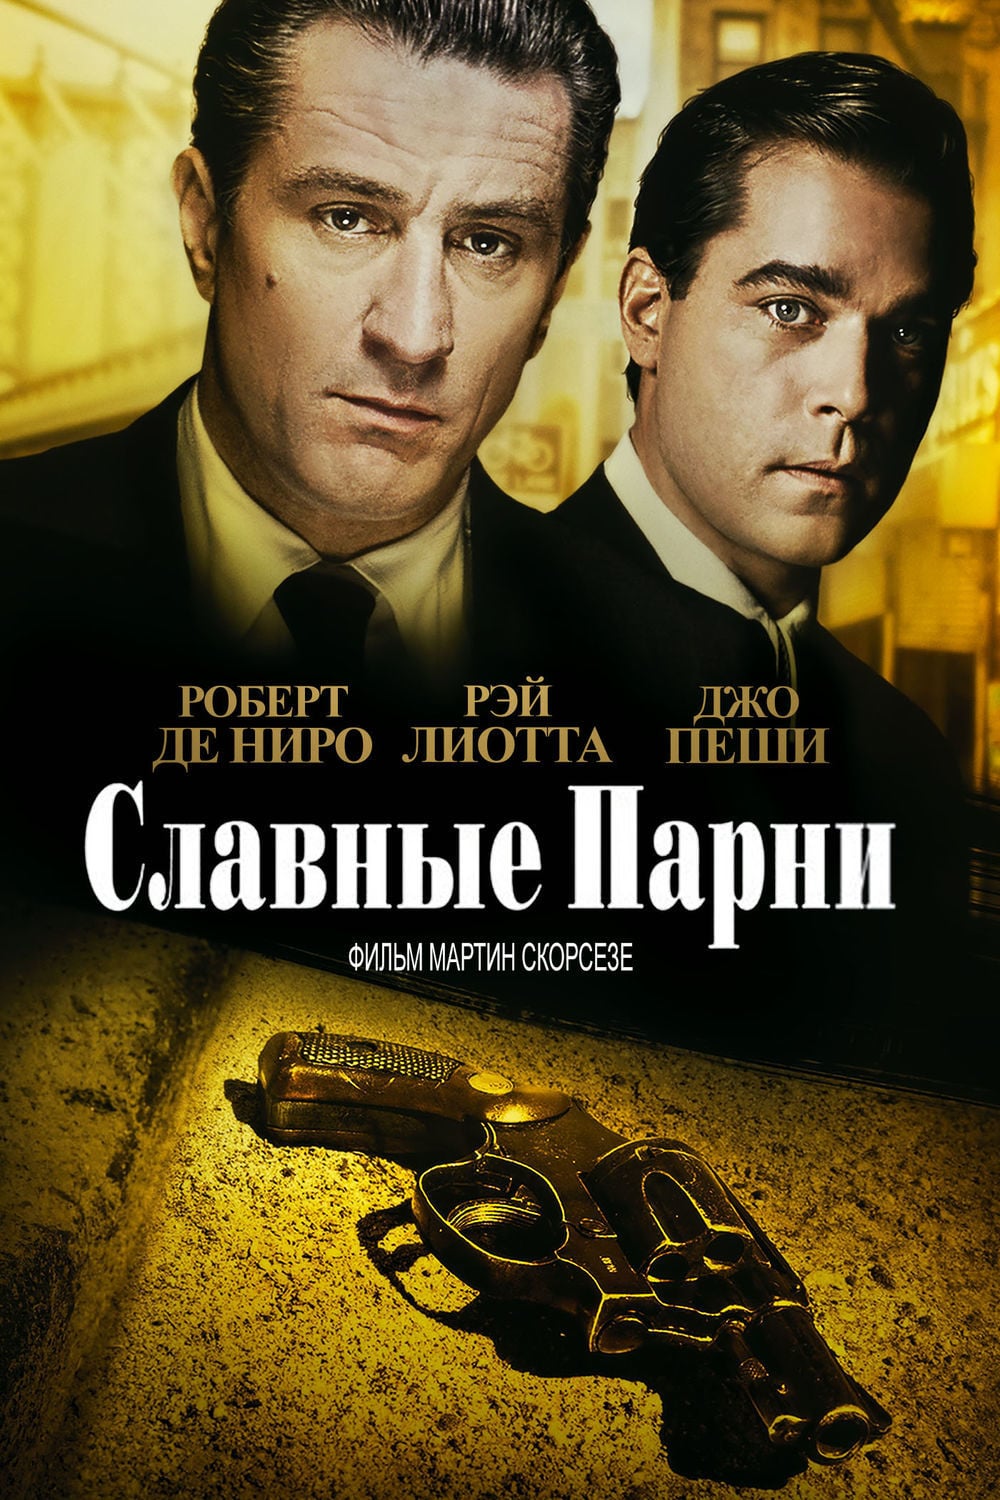 РОБЕРТ ДЕ НИРО
РЭЙ ЛИОТТА
ДЖО ПЕШИ
Славные Парни
ФИЛЬМ МАРТИН СКОРСЕЗЕ